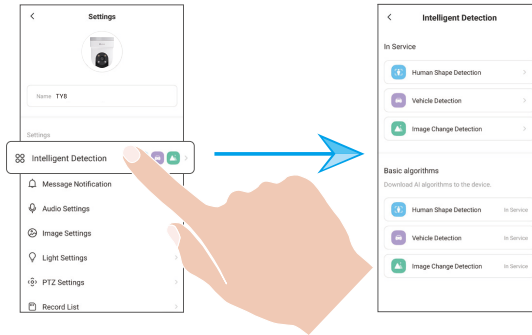 Settings
Name TYB
Settings
Intelligent Detection
Message Notification
Audio Settings
Image Settings
Light Settings
PTZ Settings
Record List
Intelligent Detection
In Service
Human Shape Detection
Vehicle Detection
Image Change Detection
Basic algorithms
Download AI algorithms to the device.
Human Shape Detection In Service
Vehicle Detection In Service
Image Change Detection In Service